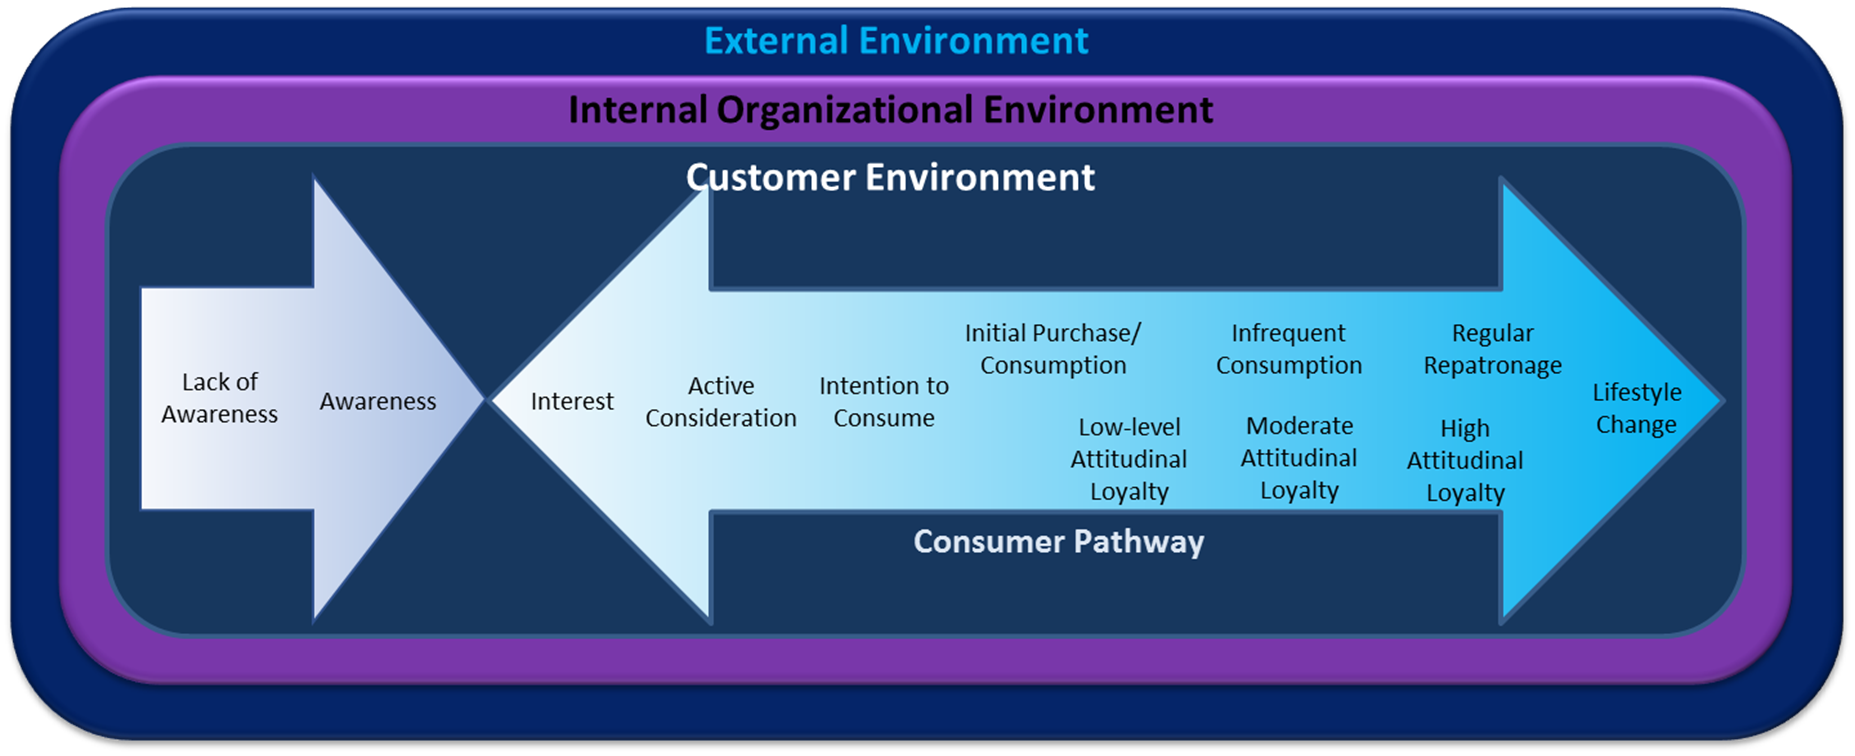 External Environment
Internal Organizational Environment
Customer Environment
Lack of
Awareness
Awareness
Interest
Active
Consideration
Intention to
Consume
Initial Purchase/
Consumption
Low-level
Attitudinal
Loyalty
Infrequent
Consumption
Moderate
Attitudinal
Loyalty
Regular
Repatronage
High
Attitudinal
Loyalty
Lifestyle
Change
Consumer Pathway